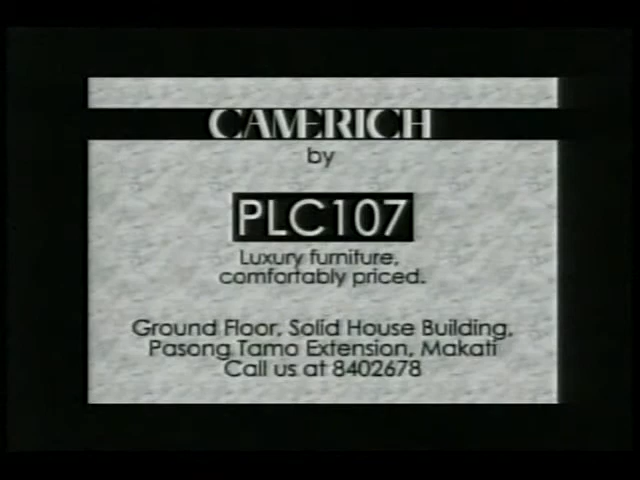 CAMERICH
by
PLC107
Luxury furniture,
comfortably priced.
Ground Floor, Solid House Building,
Pasong Tamo Extension, Makati
Call us at 8402678